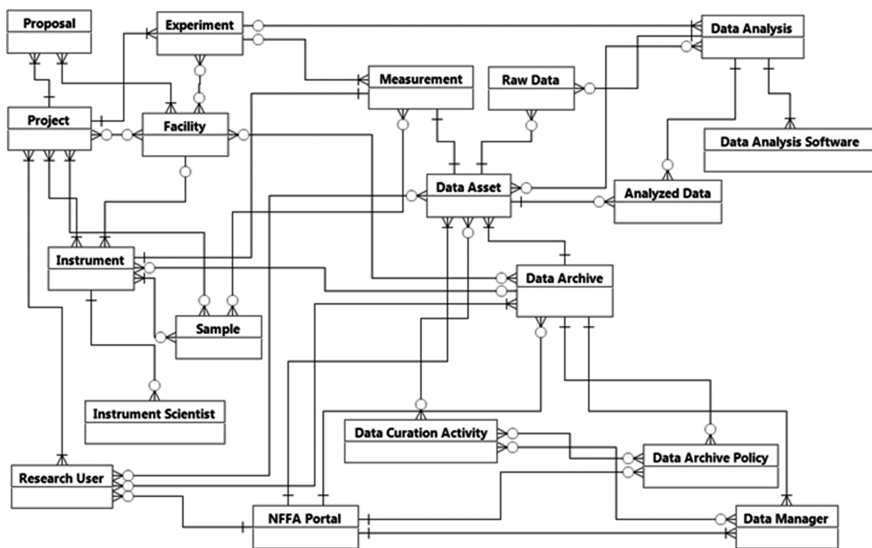 Proposal
Experiment
Data Analysis
Measurement
Raw Data
Project
Facility
Data Analysis Software
Data Asset
Analyzed Data
Instrument
Data Archive
Sample
Instrument Scientist
Data Curation Activity
Data Archive Policy
Research User
NFFA Portal
Data Manager